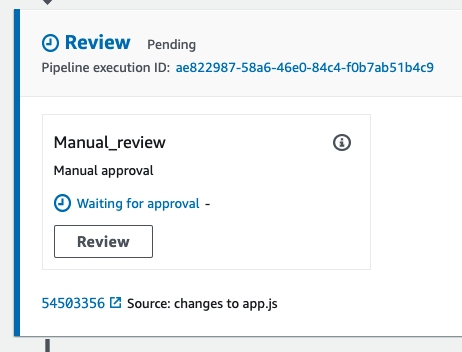 Review Pending
Pipeline execution ID: ae822987-58a6-46e0-84c4-f0b7ab51b4c9
Manual_review
Manual approval
Waiting for approval -
Review
54503356 Source: changes to app.js